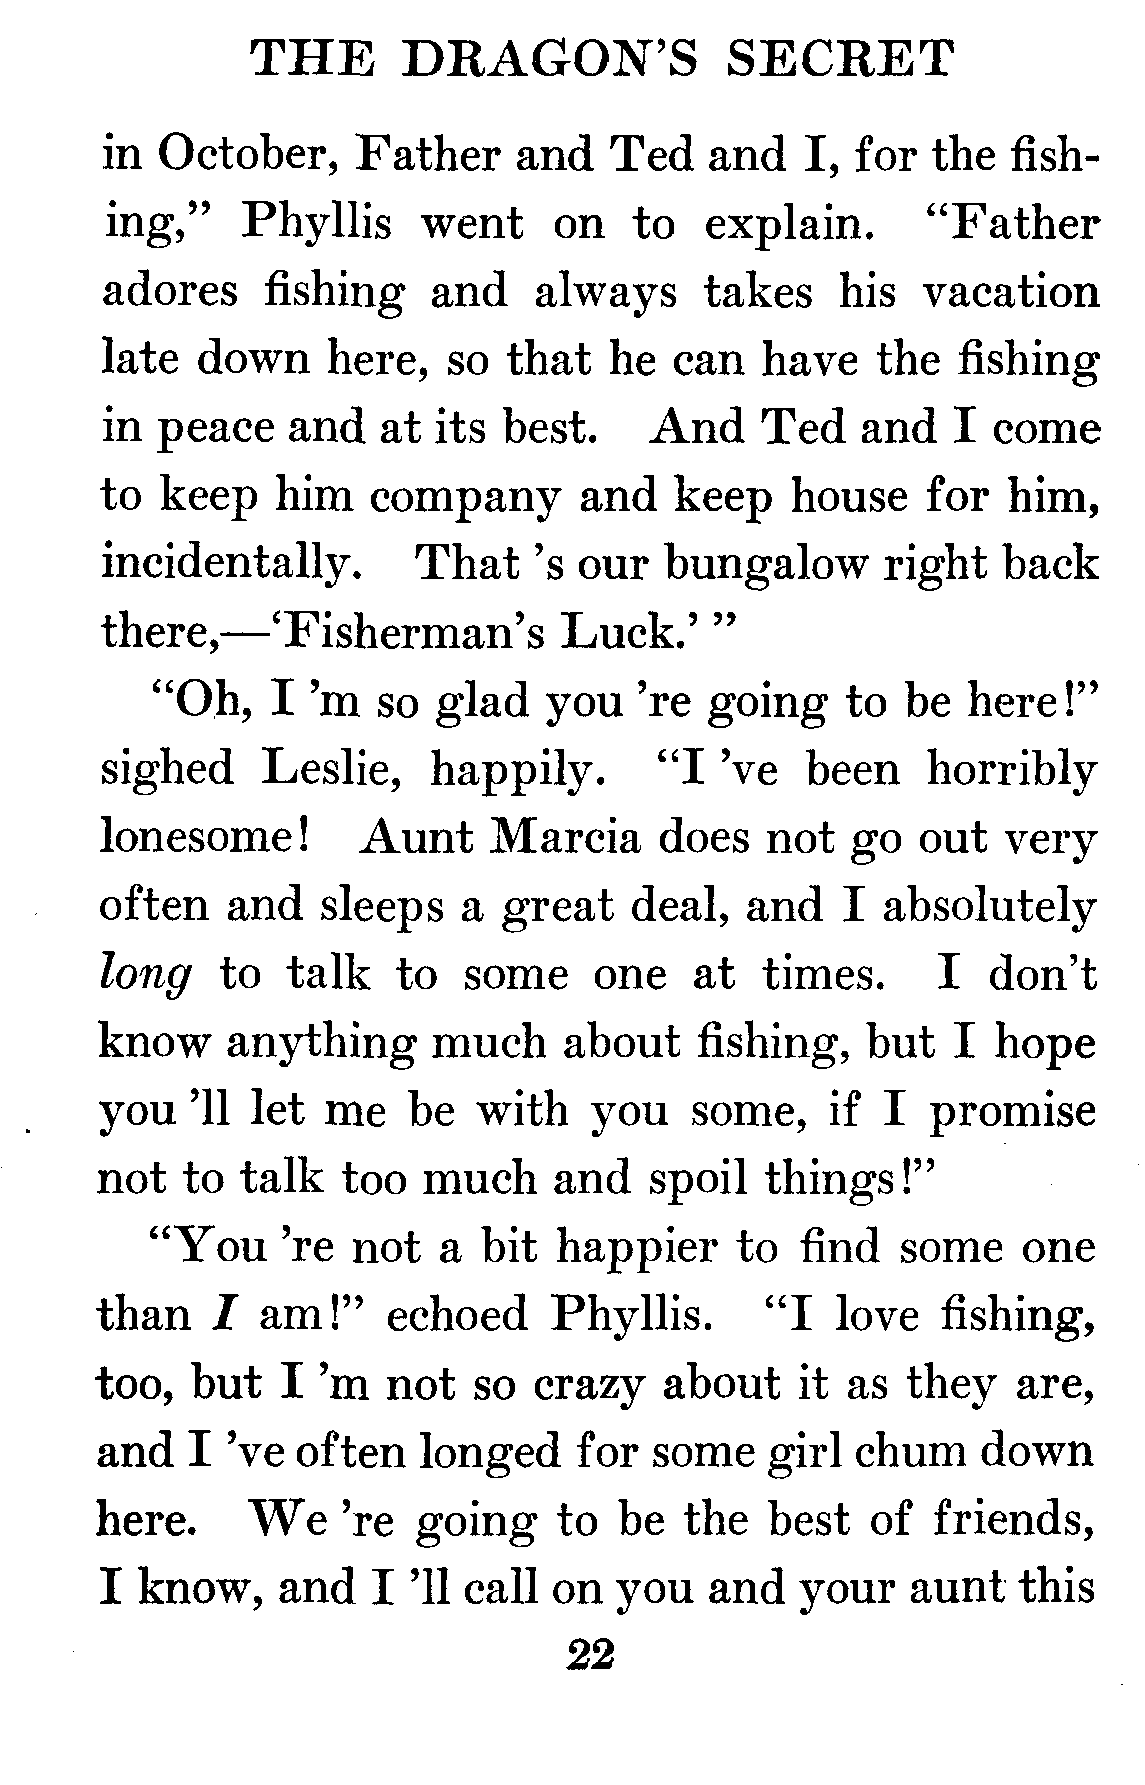 THE DRAGON'S SECRET
in October, Father and Ted and I, for the fish-
ing,” Phyllis went on to explain. “Father
adores fishing and always takes his vacation
late down here, so that he can have the fishing
in peace and at its best. And Ted and I come
to keep him company and keep house for him,
incidentally. That ’s our bungalow right back
there,—‘Fisherman’s Luck.’ ”
“Oh, I ’m so glad you ’re going to be here!”
sighed Leslie, happily. “I ’ve been horribly
lonesome! Aunt Marcia does not go out very
often and sleeps a great deal, and I absolutely
long to talk to some one at times. I don’t
know anything much about fishing, but I hope
you ’ll let me be with you some, if I promise
not to talk too much and spoil things!”
“You ’re not a bit happier to find some one
than I am!” echoed Phyllis. “I love fishing,
too, but I ’m not so crazy about it as they are,
and I ’ve often longed for some girl chum down
here. We ’re going to be the best of friends,
I know, and I ’ll call on you and your aunt this
22